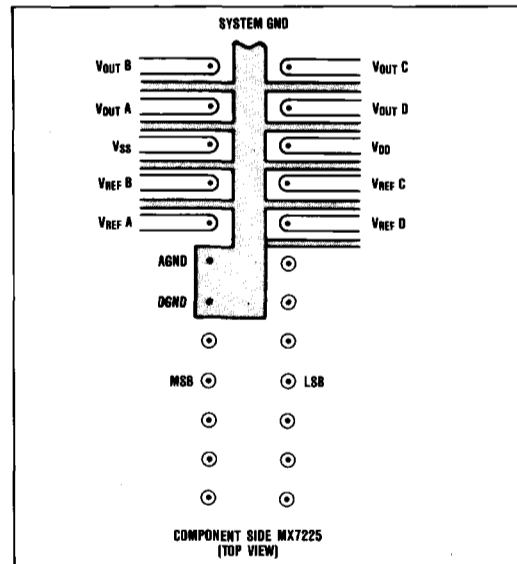 SYSTEM GND
VOUT B VOUT C
VOUT A VOUT D
VSS VDD
VREF B VREF C
VREF A VREF D
AGND
DGND
MSB LSB
COMPONENT SIDE MX7225
(TOP VIEW)